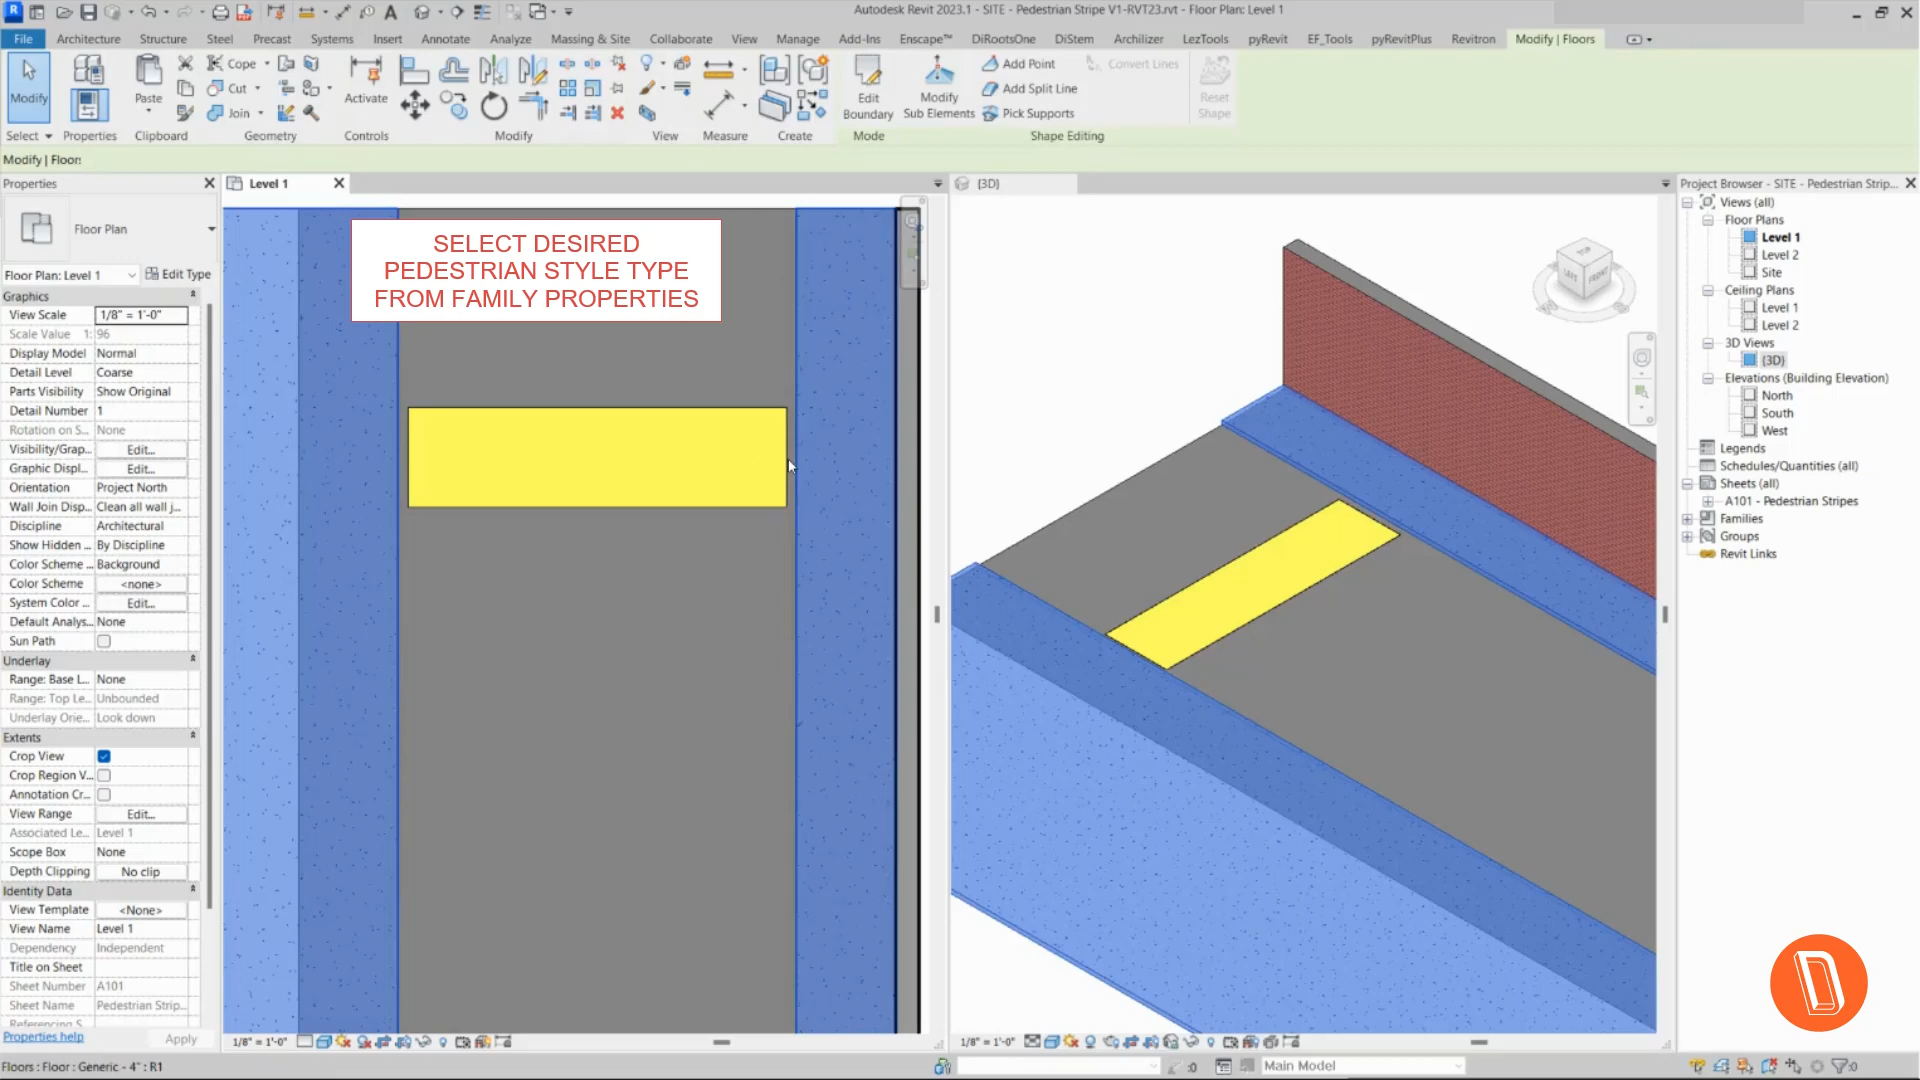 Autodesk Revit 2023.1 - SITE - Pedestrian Stripe V1-RVT23.rvt - Floor Plan: Level 1
File Architecture Structure Steel Precast Systems Insert Annotate Analyze Massing & Site Collaborate View Manage Add-Ins Enscape™ DiRootsOne DiStem Archilizer LezTools pyRevit EF_Tools pyRevitPlus Revitron Modify | Floors
Modify
Paste
Cope
Cut
Join
Activate
Edit Boundary
Modify Sub Elements
Add Point
Add Split Line
Pick Supports
Convert Lines
Reset Shape
Select Properties Clipboard Geometry Controls Modify View Measure Create Mode Shape Editing
Modify | Floors
Properties
Floor Plan
Floor Plan: Level 1 Edit Type
Graphics
View Scale 1/8" = 1'-0"
Scale Value 1: 96
Display Model Normal
Detail Level Coarse
Parts Visibility Show Original
Detail Number 1
Rotation on S... None
Visibility/Grap... Edit...
Graphic Displ... Edit...
Orientation Project North
Wall Join Disp... Clean all wall j...
Discipline Architectural
Show Hidden ... By Discipline
Color Scheme ... Background
Color Scheme <none>
System Color ... Edit...
Default Analys... None
Sun Path
Underlay
Range: Base L... None
Range: Top Le... Unbounded
Underlay Orie... Look down
Extents
Crop View
Crop Region V...
Annotation Cr...
View Range Edit...
Associated Le... Level 1
Scope Box None
Depth Clipping No clip
Identity Data
View Template <None>
View Name Level 1
Dependency Independent
Title on Sheet
Sheet Number A101
Sheet Name Pedestrian Strip...
Referencing S...
Properties help Apply
Level 1
SELECT DESIRED
PEDESTRIAN STYLE TYPE
FROM FAMILY PROPERTIES
1/8" = 1'-0"
{3D}
FRONT
1/8" = 1'-0"
Project Browser - SITE - Pedestrian Strip...
Views (all)
Floor Plans
Level 1
Level 2
Site
Ceiling Plans
Level 1
Level 2
3D Views
{3D}
Elevations (Building Elevation)
North
South
West
Legends
Schedules/Quantities (all)
Sheets (all)
A101 - Pedestrian Stripes
Families
Groups
Revit Links
Floors : Floor : Generic - 4" : R1
:0
Main Model
:0